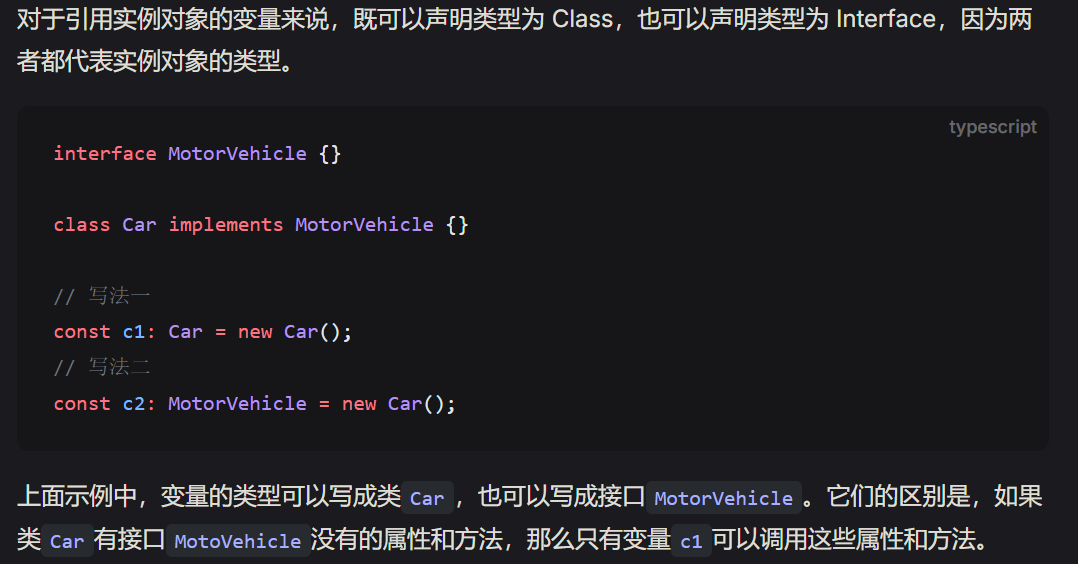 对于引用实例对象的变量来说，既可以声明类型为 Class，也可以声明类型为 Interface，因为两
者都代表实例对象的类型。
typescript
interface MotorVehicle {}
class Car implements MotorVehicle {}
// 写法一
const c1: Car = new Car();
// 写法二
const c2: MotorVehicle = new Car();
上面示例中，变量的类型可以写成类 Car ，也可以写成接口 MotorVehicle 。它们的区别是，如果
类 Car 有接口 MotoVehicle 没有的属性和方法，那么只有变量 c1 可以调用这些属性和方法。